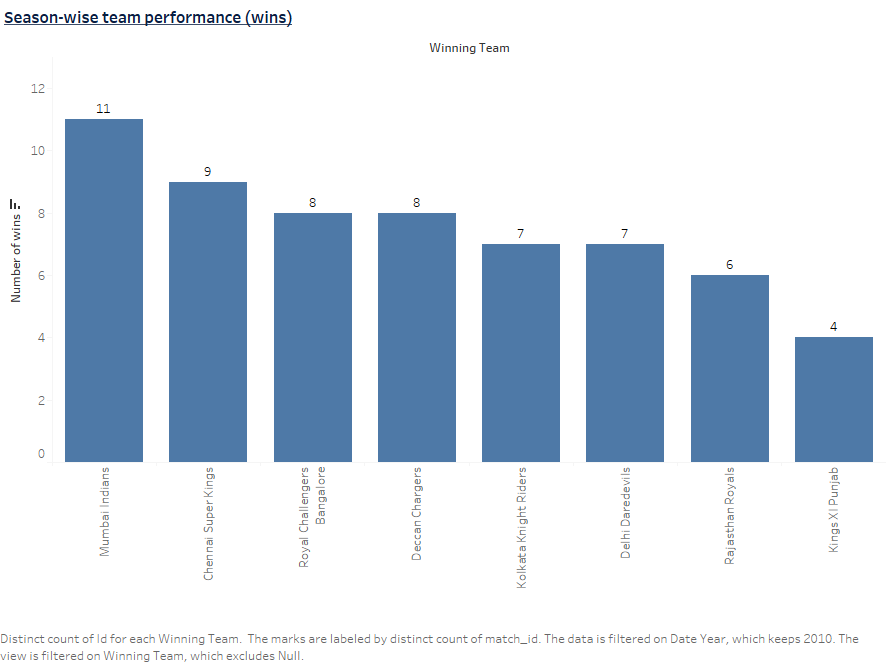 Season-wise team performance (wins)
Winning Team
Number of wins
12
10
8
6
4
2
0
11
9
8
8
7
7
6
4
Mumbai Indians
Chennai Super Kings
Royal Challengers
Bangalore
Deccan Chargers
Kolkata Knight Riders
Delhi Daredevils
Rajasthan Royals
Kings XI Punjab
Distinct count of Id for each Winning Team.  The marks are labeled by distinct count of match_id. The data is filtered on Date Year, which keeps 2010. The
view is filtered on Winning Team, which excludes Null.